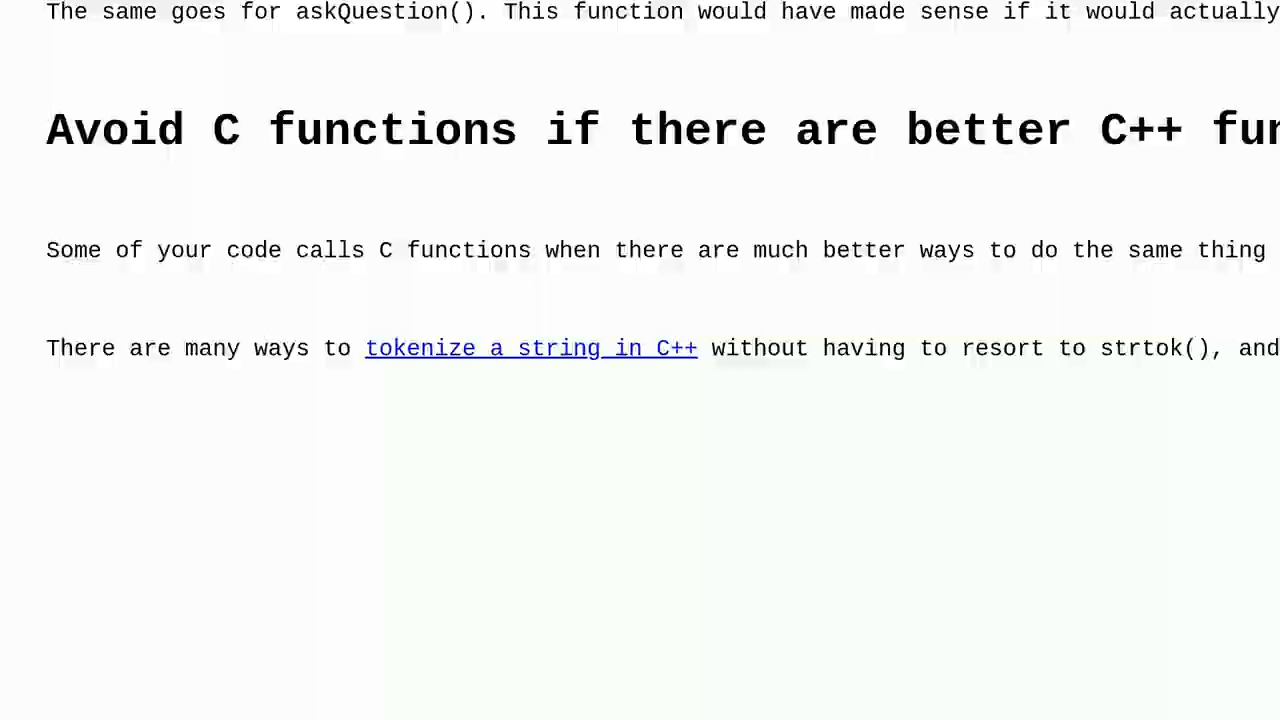 The same goes for askQuestion(). This function would have made sense if it would actually
Avoid C functions if there are better C++ fun
Some of your code calls C functions when there are much better ways to do the same thing
There are many ways to tokenize a string in C++ without having to resort to strtok(), and